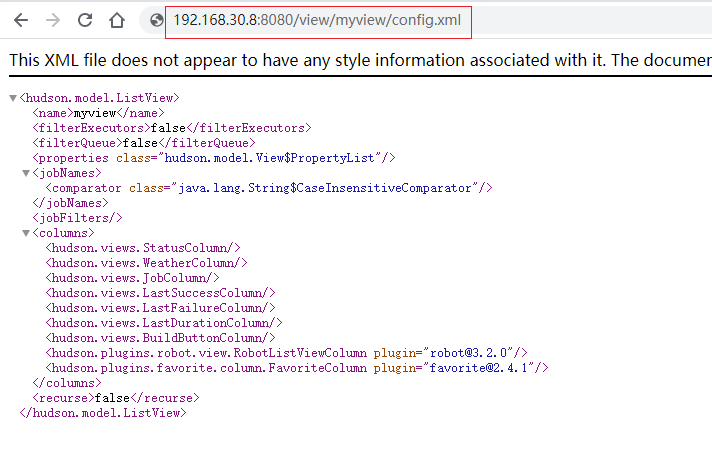 192.168.30.8:8080/view/myview/config.xml
This XML file does not appear to have any style information associated with it. The documen
<hudson.model.ListView>
<name>myview</name>
<filterExecutors>false</filterExecutors>
<filterQueue>false</filterQueue>
<properties class="hudson.model.View$PropertyList"/>
<jobNames>
<comparator class="java.lang.String$CaseInsensitiveComparator"/>
</jobNames>
<jobFilters/>
<columns>
<hudson.views.StatusColumn/>
<hudson.views.WeatherColumn/>
<hudson.views.JobColumn/>
<hudson.views.LastSuccessColumn/>
<hudson.views.LastFailureColumn/>
<hudson.views.LastDurationColumn/>
<hudson.views.BuildButtonColumn/>
<hudson.plugins.robot.view.RobotListViewColumn plugin="robot@3.2.0"/>
<hudson.plugins.favorite.column.FavoriteColumn plugin="favorite@2.4.1"/>
</columns>
<recurse>false</recurse>
</hudson.model.ListView>